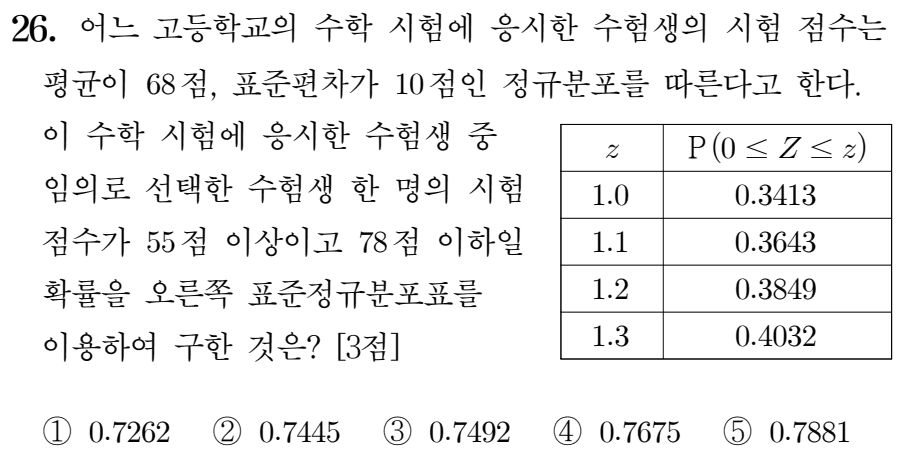 26. 어느 고등학교의 수학 시험에 응시한 수험생의 시험 점수는
평균이 68점, 표준편차가 10점인 정규분포를 따른다고 한다.
이 수학 시험에 응시한 수험생 중
임의로 선택한 수험생 한 명의 시험
점수가 55점 이상이고 78점 이하일
확률을 오른쪽 표준정규분포표를
이용하여 구한 것은? [3점]
z P(0 ≤ Z ≤ z)
1.0 0.3413
1.1 0.3643
1.2 0.3849
1.3 0.4032
① 0.7262 ② 0.7445 ③ 0.7492 ④ 0.7675 ⑤ 0.7881